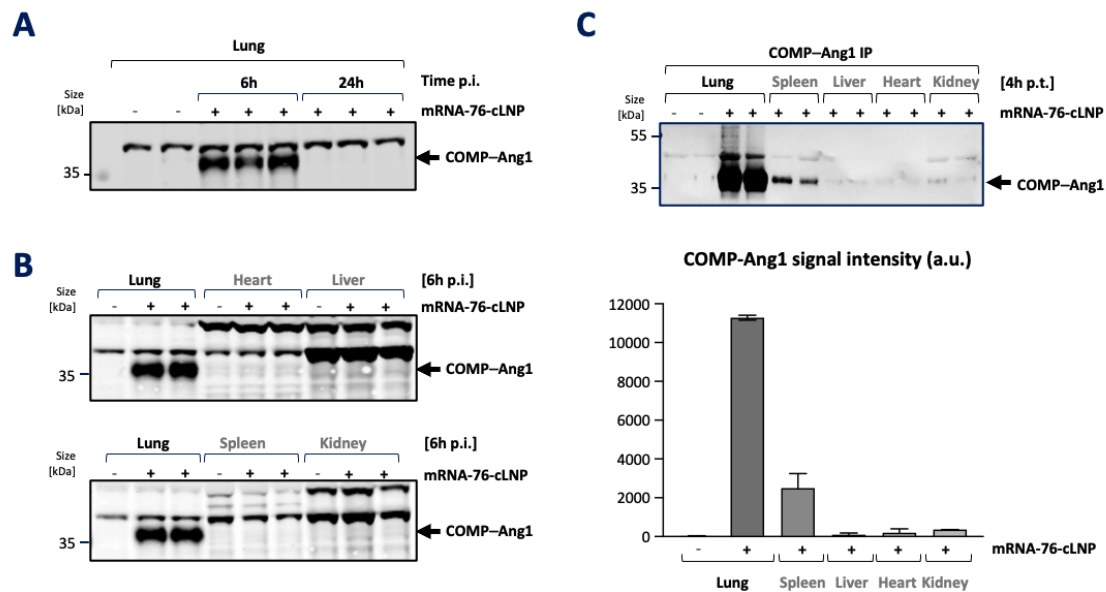 A
Lung
6h 24h Time p.i.
Size
[kDa]
- - + + + + + + mRNA-76-cLNP
COMP–Ang1
35
B
Lung Heart Liver [6h p.i.]
Size
[kDa]
- + + - + + - + + mRNA-76-cLNP
COMP–Ang1
35
Lung Spleen Kidney [6h p.i.]
Size
[kDa]
- + + - + + - + + mRNA-76-cLNP
COMP–Ang1
35
C
COMP–Ang1 IP
Lung Spleen Liver Heart Kidney [4h p.t.]
Size
[kDa]
- - + + + + + + + + + + mRNA-76-cLNP
55
35
COMP–Ang1
COMP-Ang1 signal intensity (a.u.)
12000
10000
8000
6000
4000
2000
0
- + + + + + mRNA-76-cLNP
Lung Spleen Liver Heart Kidney